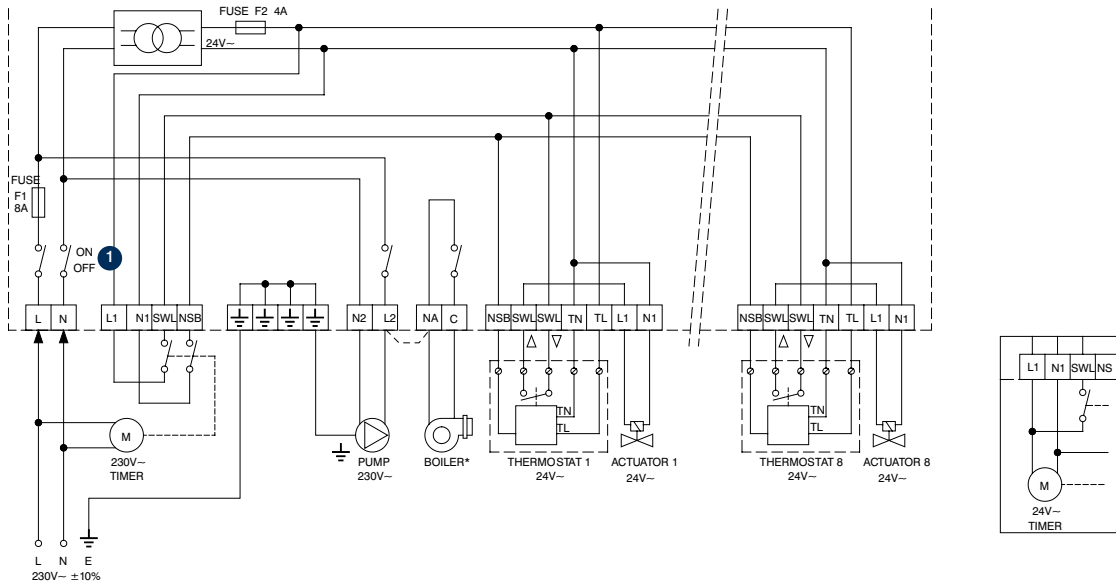 FUSE F2 4A
24V~
FUSE
F1
8A
ON
OFF
1
L N L1 N1 SWL NSB N2 L2 NA C NSB SWL SWL TN TL L1 N1 NSB SWL SWL TN TL L1 N1
TN
TL
TN
TL
M
230V~
TIMER
PUMP
230V~
BOILER*
THERMOSTAT 1
24V~
ACTUATOR 1
24V~
THERMOSTAT 8
24V~
ACTUATOR 8
24V~
L N E
230V~ ±10%
L1 N1 SWL NS
M
24V~
TIMER